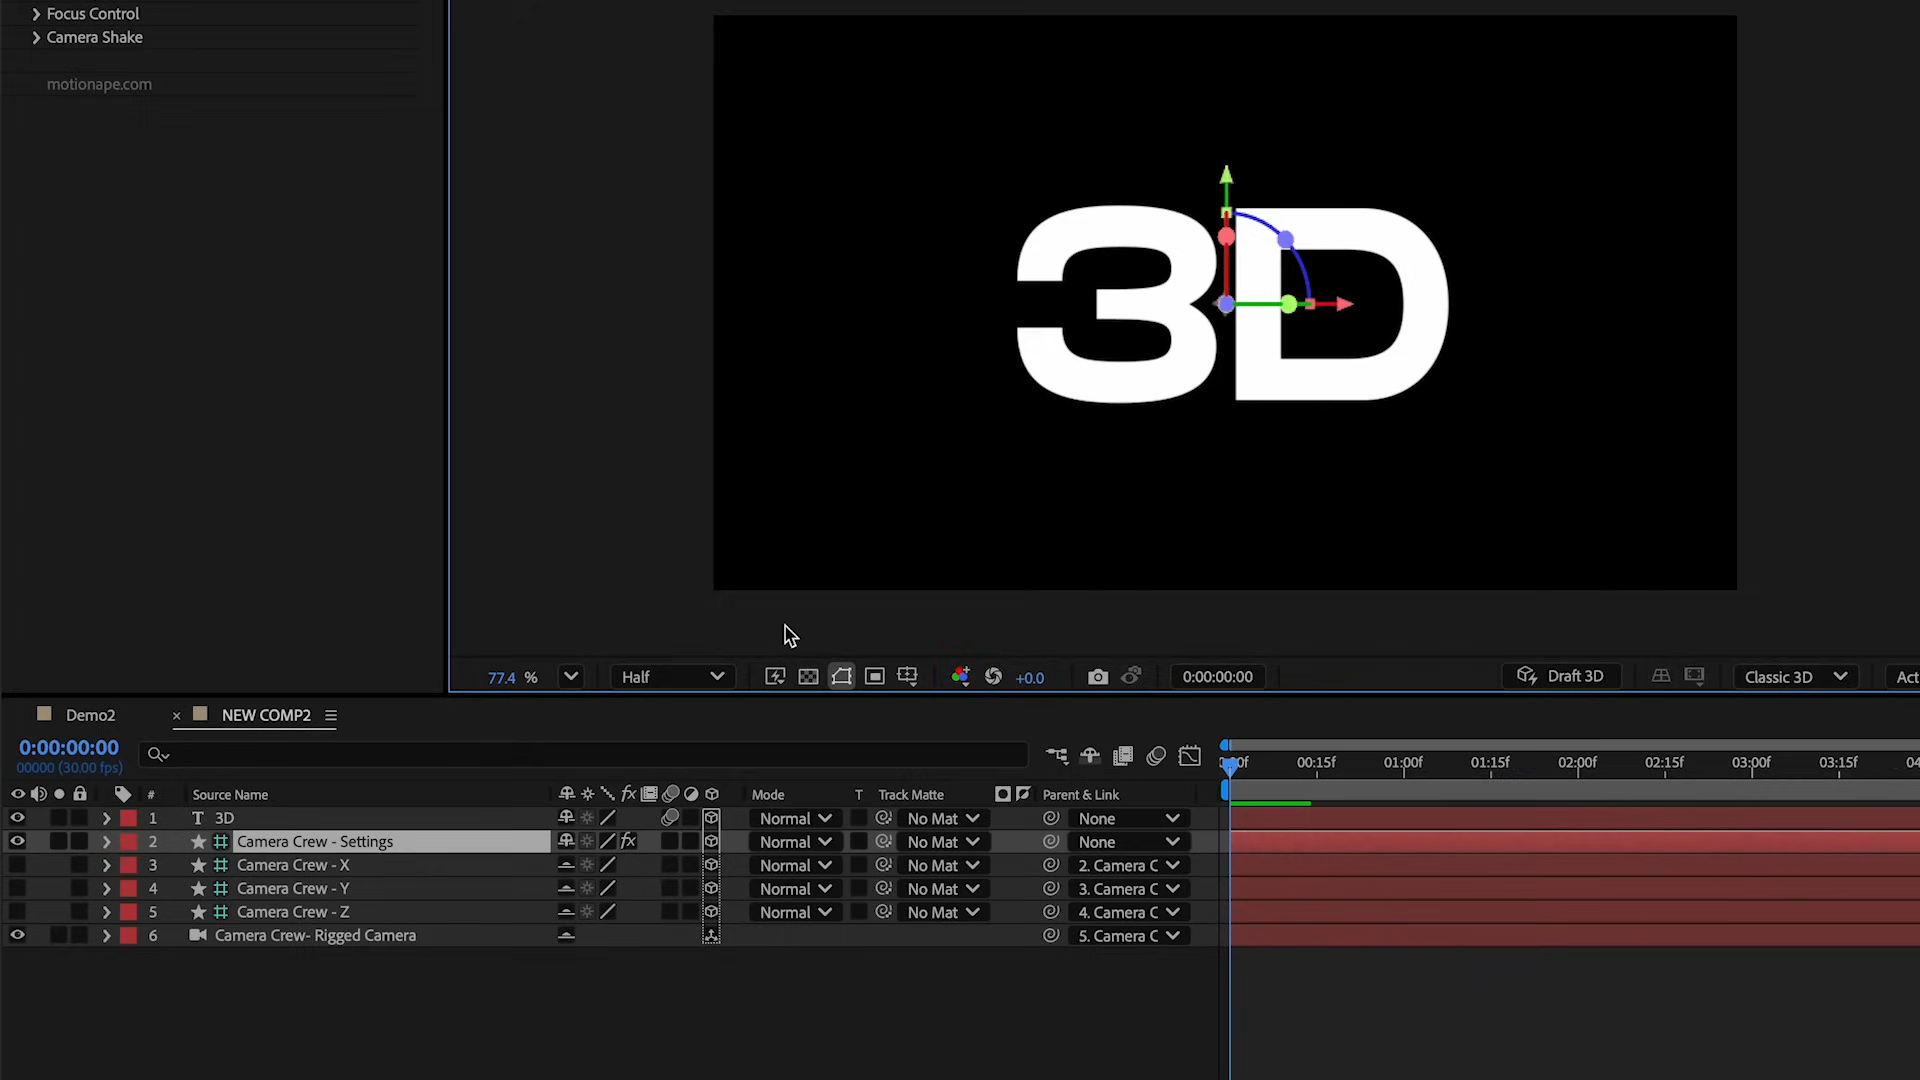 Focus Control
Camera Shake
motionape.com
3D
77.4 %
Half
+0.0
0:00:00:00
Draft 3D
Classic 3D
Act
Demo2
× NEW COMP2
0:00:00:00
00000 (30.00 fps)
00:15f 01:00f 01:15f 02:00f 02:15f 03:00f 03:15f 04
# Source Name fx Mode T Track Matte Parent & Link
1 T 3D Normal No Mat None
2 Camera Crew - Settings fx Normal No Mat None
3 Camera Crew - X Normal No Mat 2. Camera C
4 Camera Crew - Y Normal No Mat 3. Camera C
5 Camera Crew - Z Normal No Mat 4. Camera C
6 Camera Crew- Rigged Camera 5. Camera C